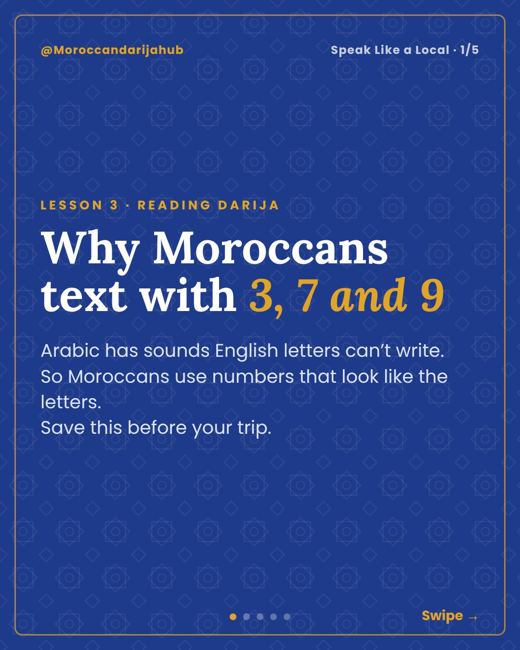 @Moroccandarijahub
Speak Like a Local · 1/5
LESSON 3 · READING DARIJA
Why Moroccans
text with 3, 7 and 9
Arabic has sounds English letters can’t write.
So Moroccans use numbers that look like the
letters.
Save this before your trip.
Swipe →